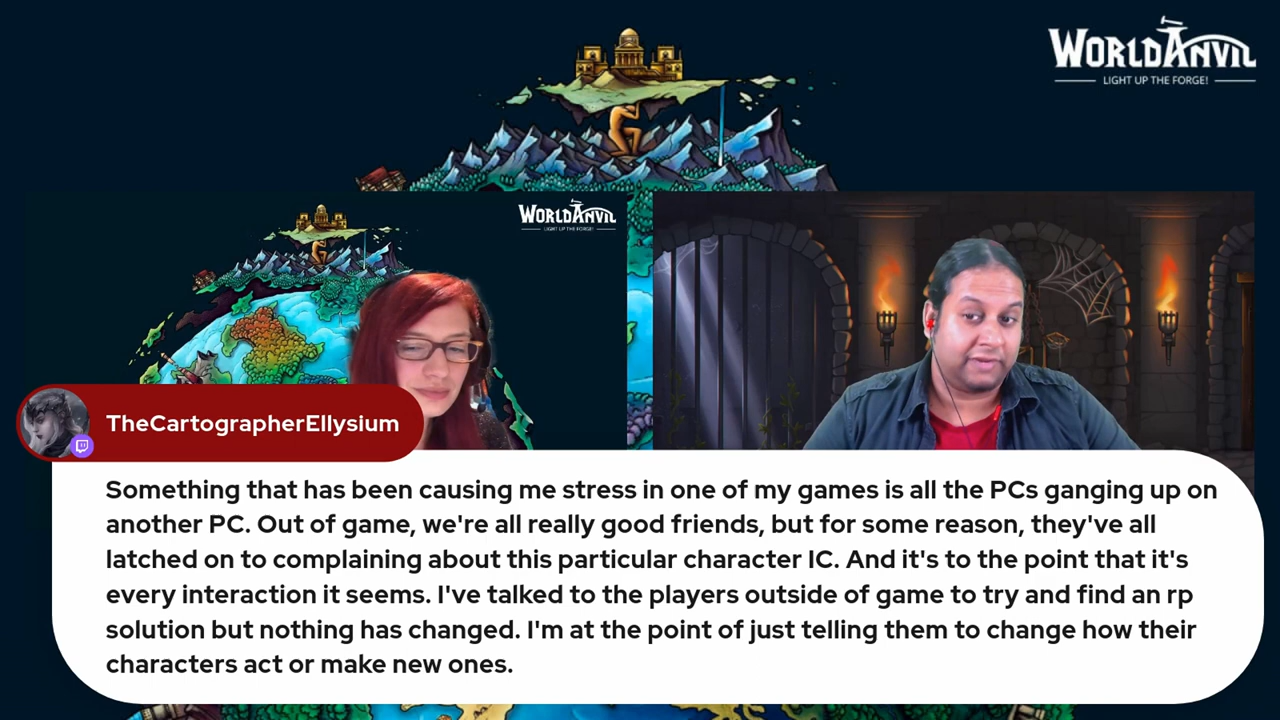 WORLDANVIL
LIGHT UP THE FORGE!
WORLDANVIL
LIGHT UP THE FORGE!
TheCartographerEllysium
Something that has been causing me stress in one of my games is all the PCs ganging up on
another PC. Out of game, we're all really good friends, but for some reason, they've all
latched on to complaining about this particular character IC. And it's to the point that it's
every interaction it seems. I've talked to the players outside of game to try and find an rp
solution but nothing has changed. I'm at the point of just telling them to change how their
characters act or make new ones.